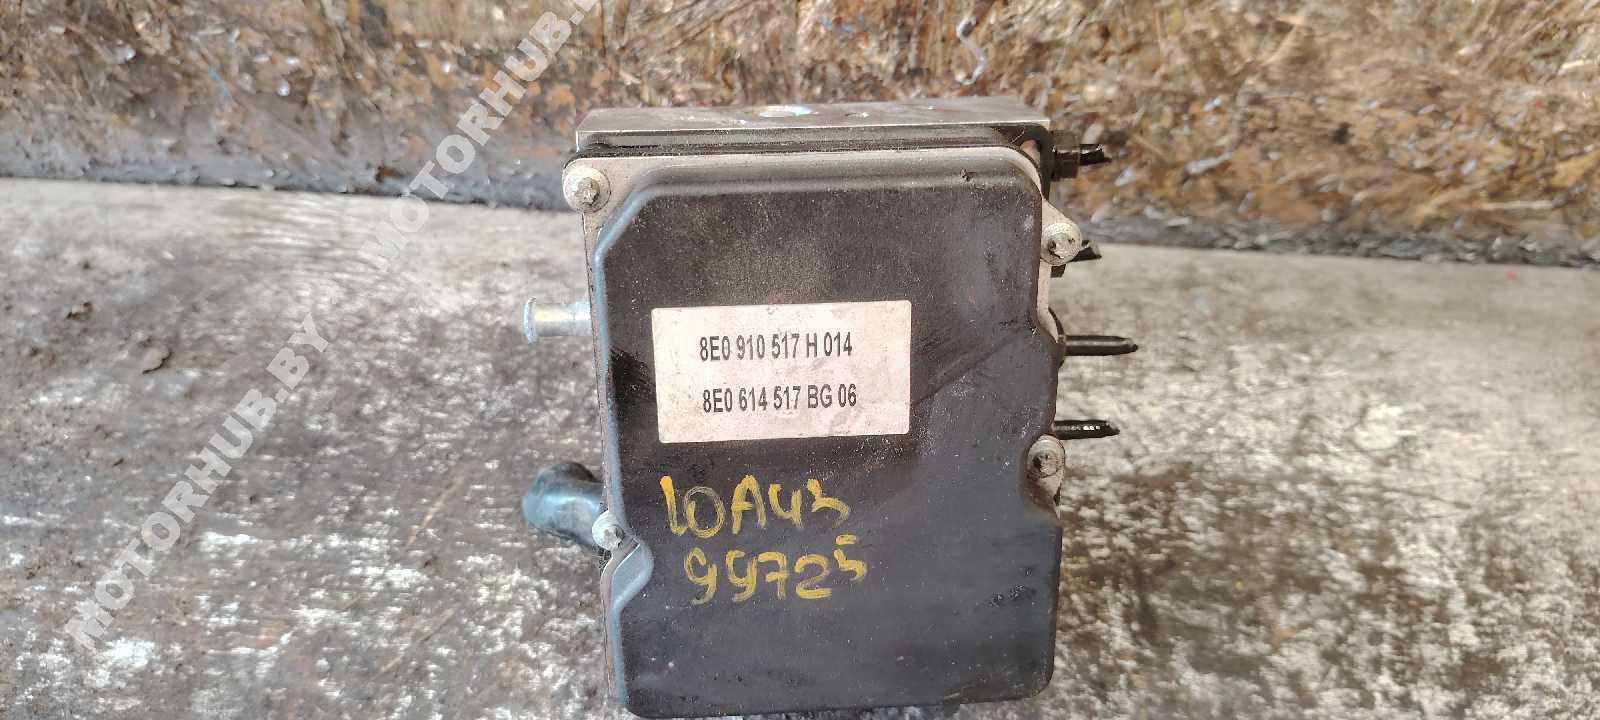 MOTORHUB.BY
MOTORHUB.BY
8E0 910 517 H 014
8E0 614 517 BG 06
10A43
99725